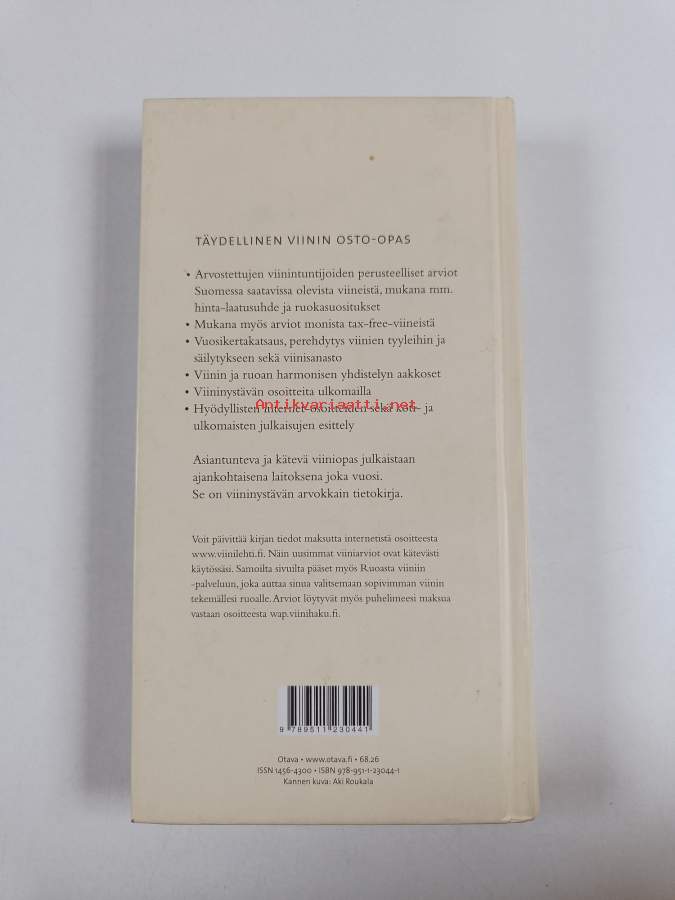 TÄYDELLINEN VIININ OSTO-OPAS
• Arvostettujen viinintuntijoiden perusteelliset arviot
Suomessa saatavissa olevista viineistä, mukana mm.
hinta-laatusuhde ja ruokasuositukset
• Mukana myös arviot monista tax-free-viineistä
• Vuosikertakatsaus, perehdytys viinien tyyleihin ja
säilytykseen sekä viinisanasto
• Viinin ja ruoan harmonisen yhdistelyn aakkoset
• Viininystävän osoitteita ulkomailla
Antikvariaatti.net
• Hyödyllisten internet-osoitteiden sekä koti- ja
ulkomaisten julkaisujen esittely
Asiantunteva ja kätevä viiniopas julkaistaan
ajankohtaisena laitoksena joka vuosi.
Se on viininystävän arvokkain tietokirja.
Voit päivittää kirjan tiedot maksutta internetistä osoitteesta
www.viinilehti.fi. Näin uusimmat viiniarviot ovat kätevästi
käytössäsi. Samoilta sivuilta pääset myös Ruoasta viiniin
-palveluun, joka auttaa sinua valitsemaan sopivimman viinin
tekemällesi ruoalle. Arviot löytyvät myös puhelimeesi maksua
vastaan osoitteesta wap.viinihaku.fi.
9 789511 230441
Otava • www.otava.fi • 68.26
ISSN 1456-4300 • ISBN 978-951-1-23044-1
Kannen kuva: Aki Roukala